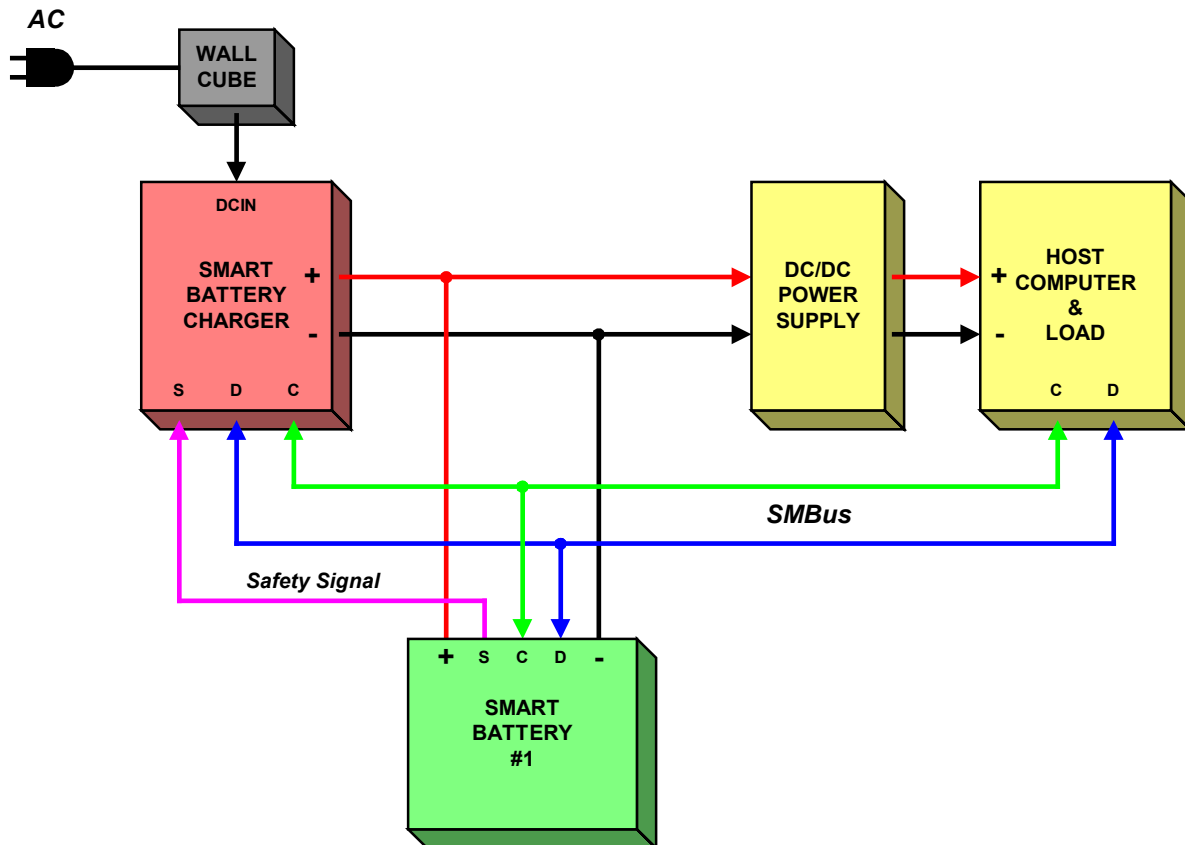 AC
WALL
CUBE
DCIN
SMART
BATTERY
CHARGER
+
-
S D C
DC/DC
POWER
SUPPLY
HOST
COMPUTER
&
LOAD
+
-
C D
SMBus
Safety Signal
+ S C D -
SMART
BATTERY
#1